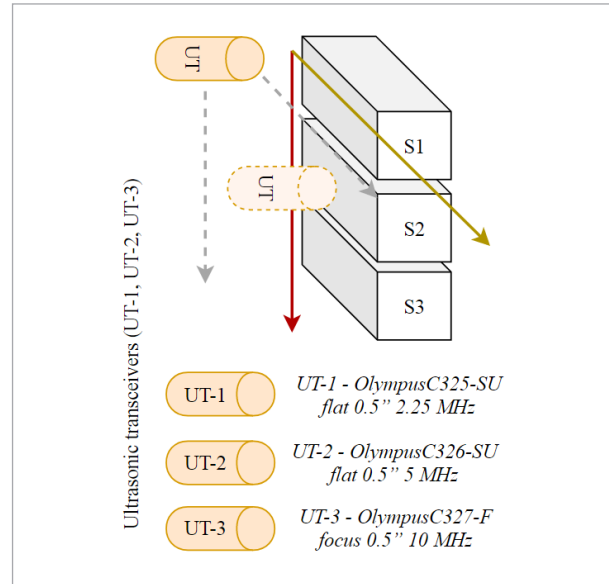 UT
S1
UT
S2
S3
Ultrasonic transceivers (UT-1, UT-2, UT-3)
UT-1
UT-1 - OlympusC325-SU
flat 0.5” 2.25 MHz
UT-2
UT-2 - OlympusC326-SU
flat 0.5” 5 MHz
UT-3
UT-3 - OlympusC327-F
focus 0.5” 10 MHz